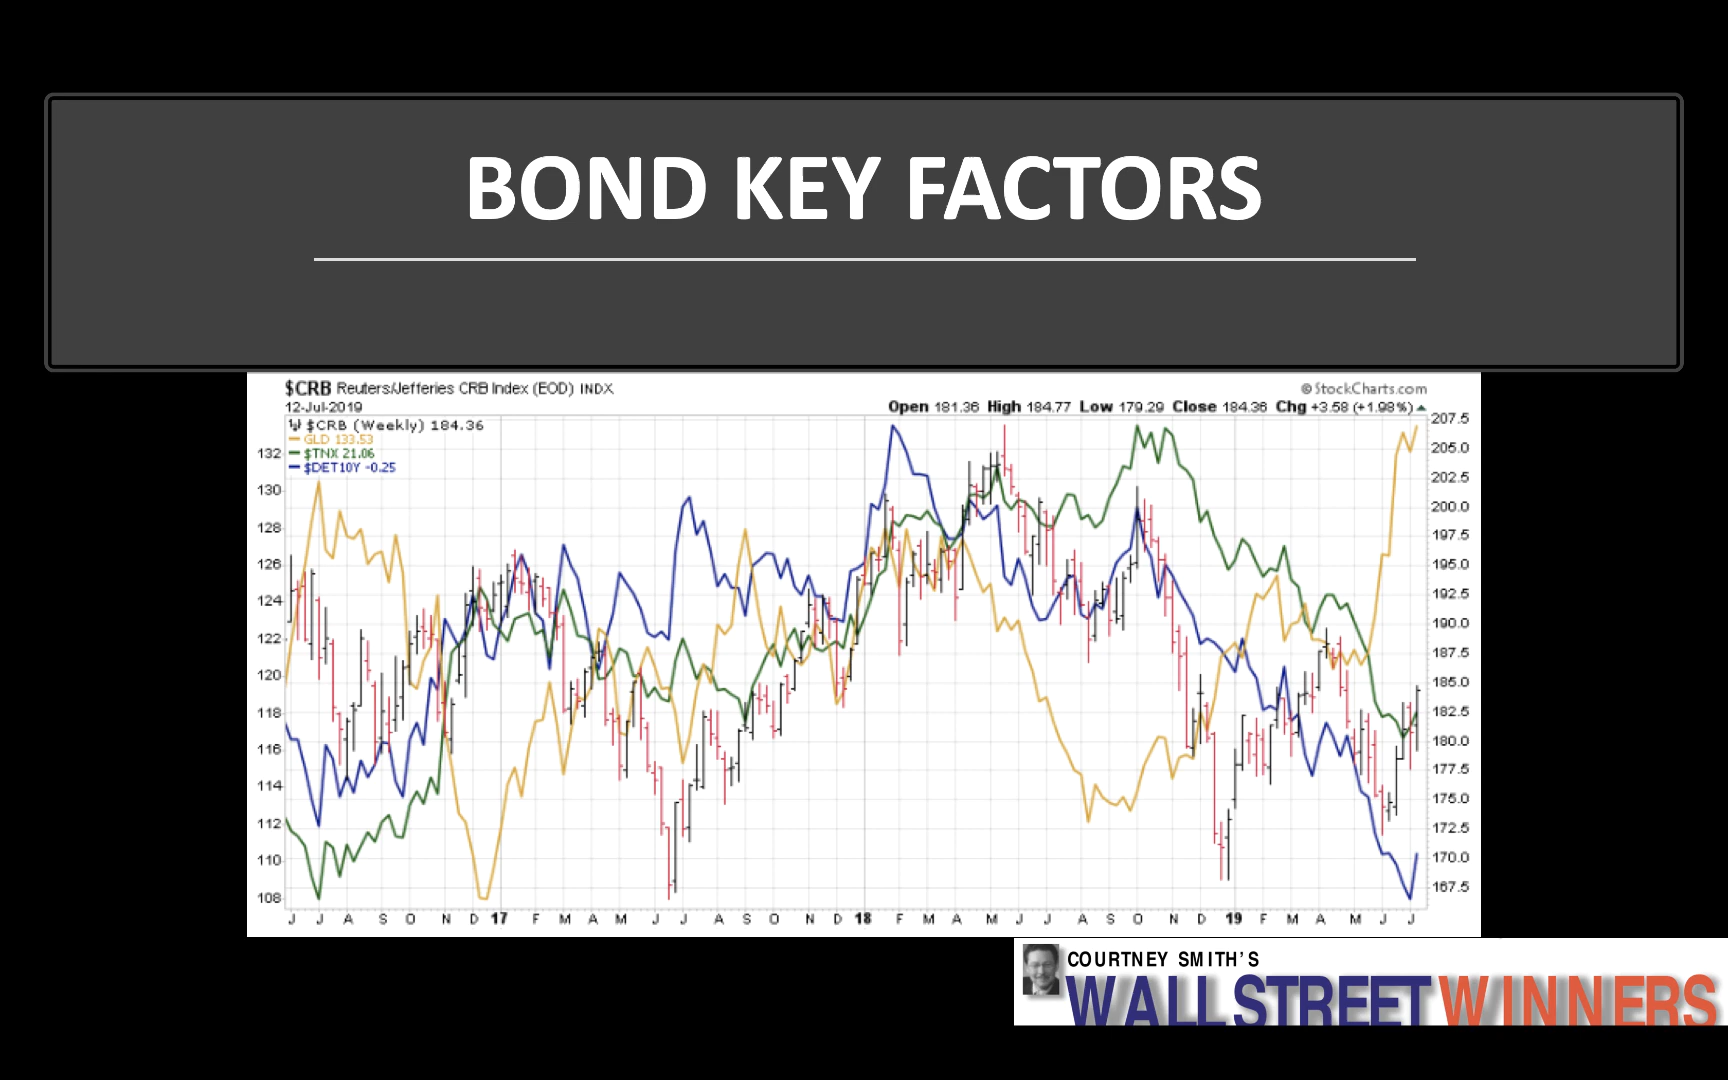 BOND KEY FACTORS
$CRB Reuters/Jefferies CRB Index (EOD) INDX
© StockCharts.com
12-Jul-2019
Open 181.36 High 184.77 Low 179.29 Close 184.36 Chg +3.58 (+1.98%)
$CRB (Weekly) 184.36
GLD 133.53
$TNX 21.06
$DET10Y -0.25
132
130
128
126
124
122
120
118
116
114
112
110
108
207.5
205.0
202.5
200.0
197.5
195.0
192.5
190.0
187.5
185.0
182.5
180.0
177.5
175.0
172.5
170.0
167.5
J J A S O N D 17 F M A M J J A S O N D 18 F M A M J J A S O N D 19 F M A M J J
COURTNEY SMITH'S
WALL STREET WINNERS